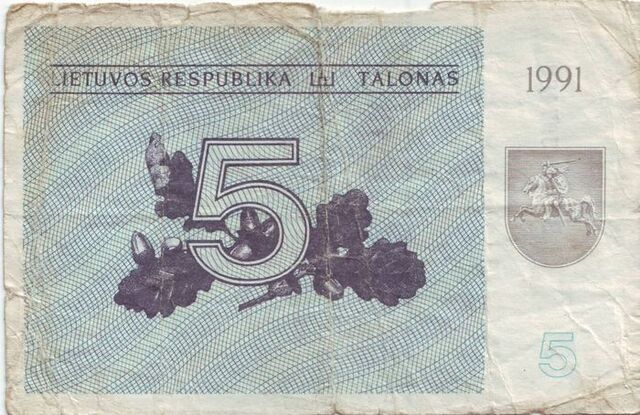 LIETUVOS RESPUBLIKA TALONAS
1991
5
5